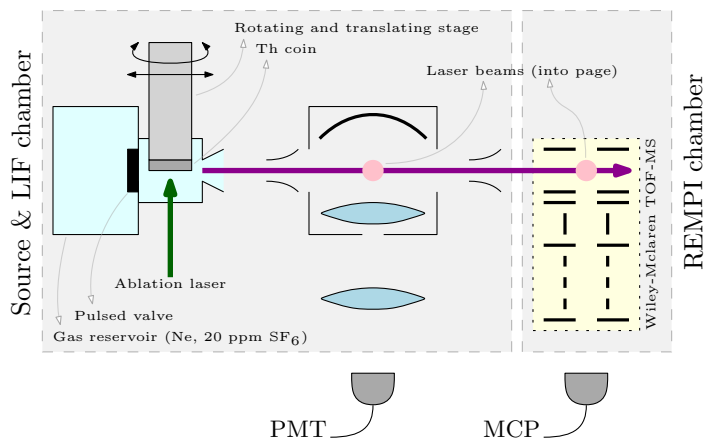 Rotating and translating stage
Th coin
Laser beams (into page)
Source & LIF chamber
REMPI chamber
Wiley-Mclaren TOF-MS
Ablation laser
Pulsed valve
Gas reservoir (Ne, 20 ppm SF₆)
PMT
MCP